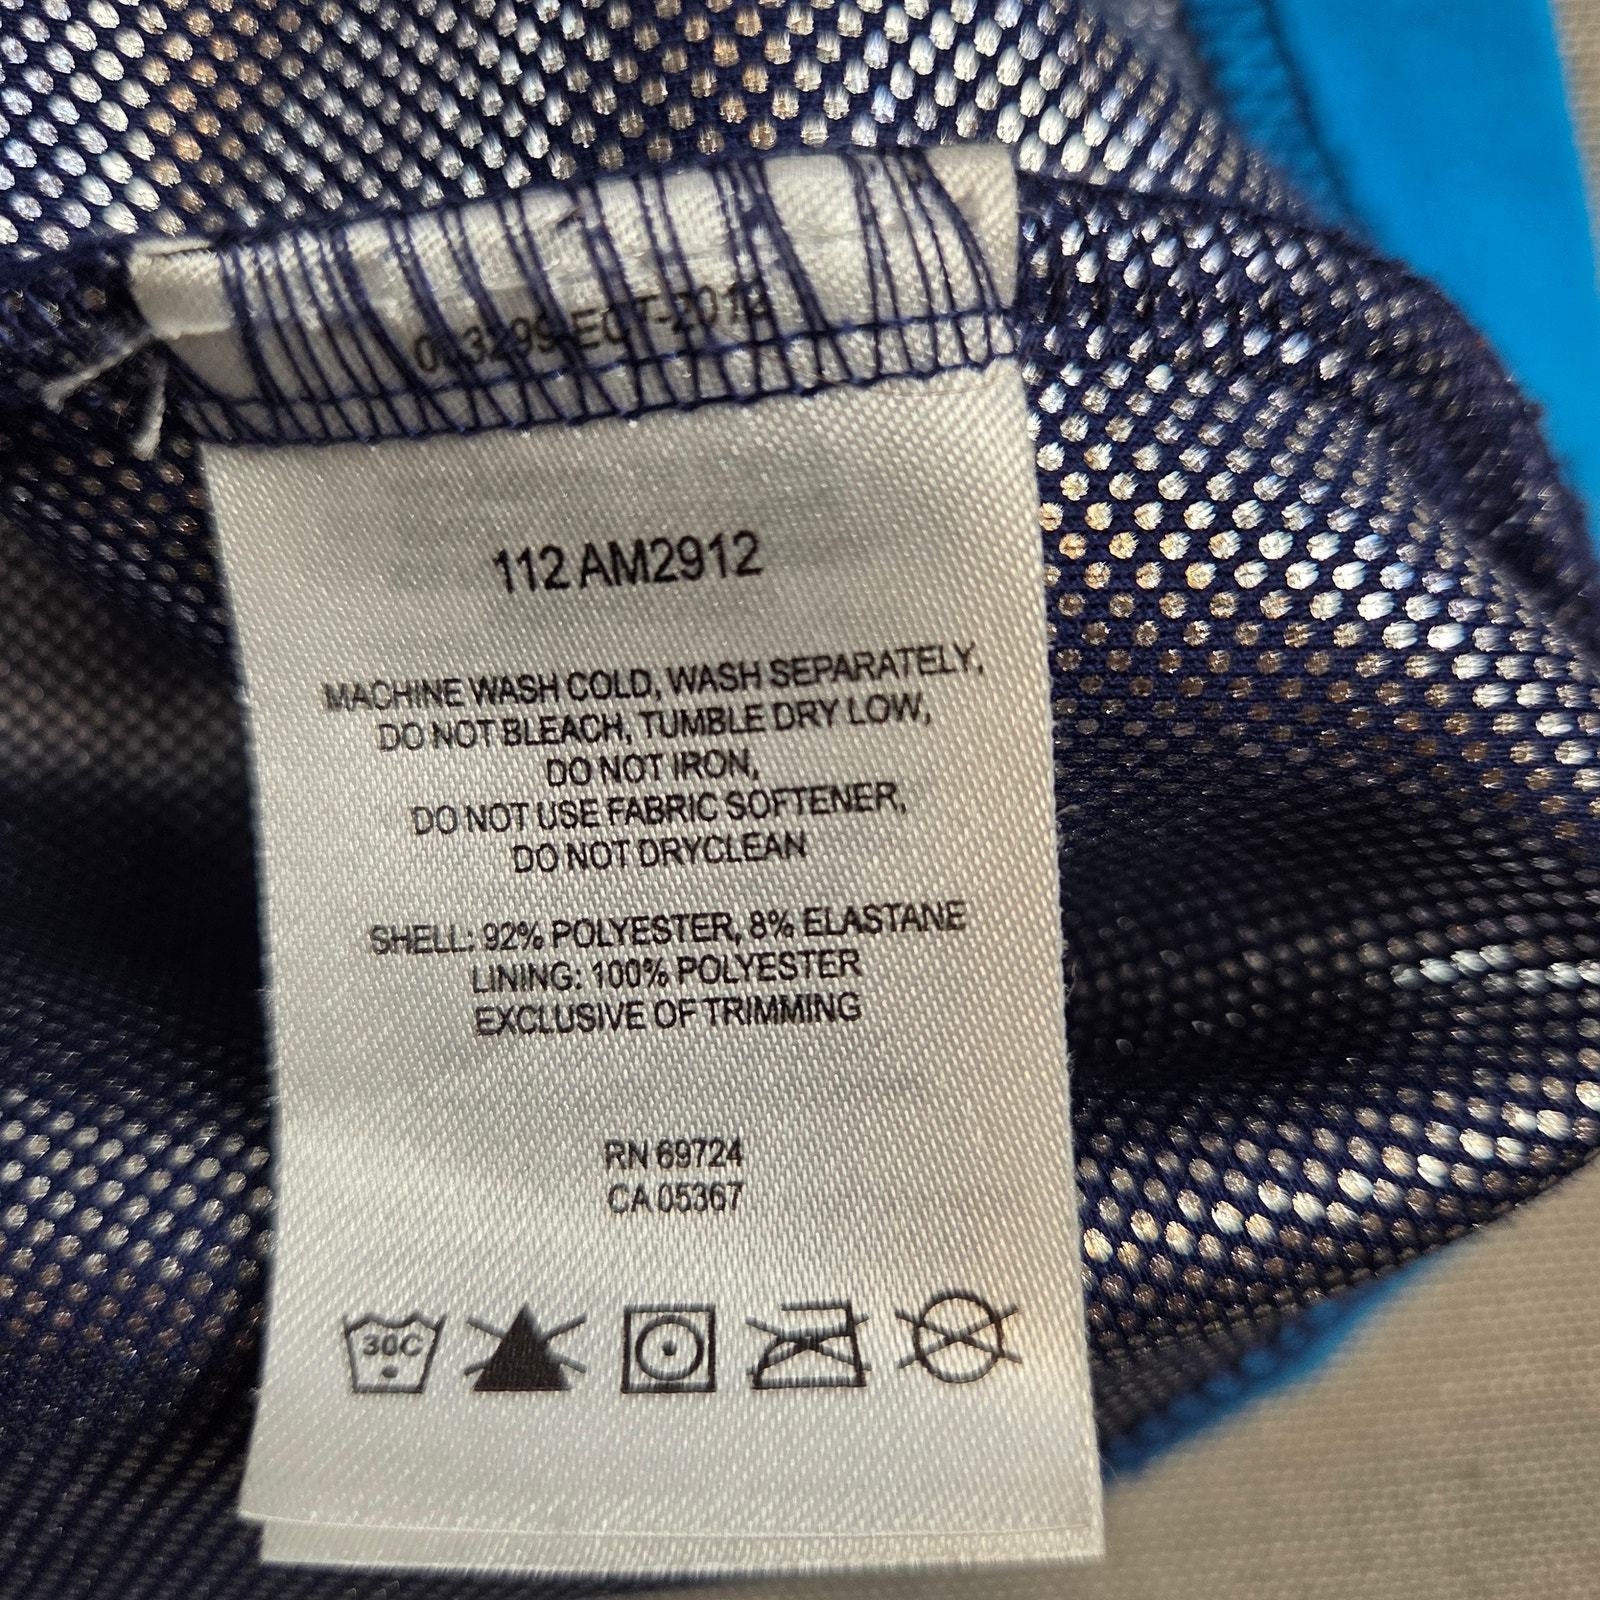 112AM2912
MACHINE WASH COLD, WASH SEPARATELY,
DO NOT BLEACH, TUMBLE DRY LOW,
DO NOT IRON,
DO NOT USE FABRIC SOFTENER,
DO NOT DRYCLEAN
SHELL: 92% POLYESTER, 8% ELASTANE
LINING: 100% POLYESTER
EXCLUSIVE OF TRIMMING
RN 69724
CA 05367
30C